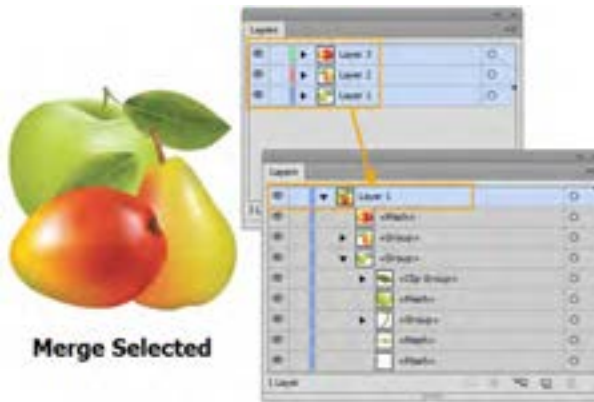 Layers
Layer 3
Layer 2
Layer 1
Layers
Layer 1
<Mesh>
<Group>
<Group>
<Clip Group>
<Mesh>
<Group>
<Mesh>
<Mesh>
1 Layer
Merge Selected